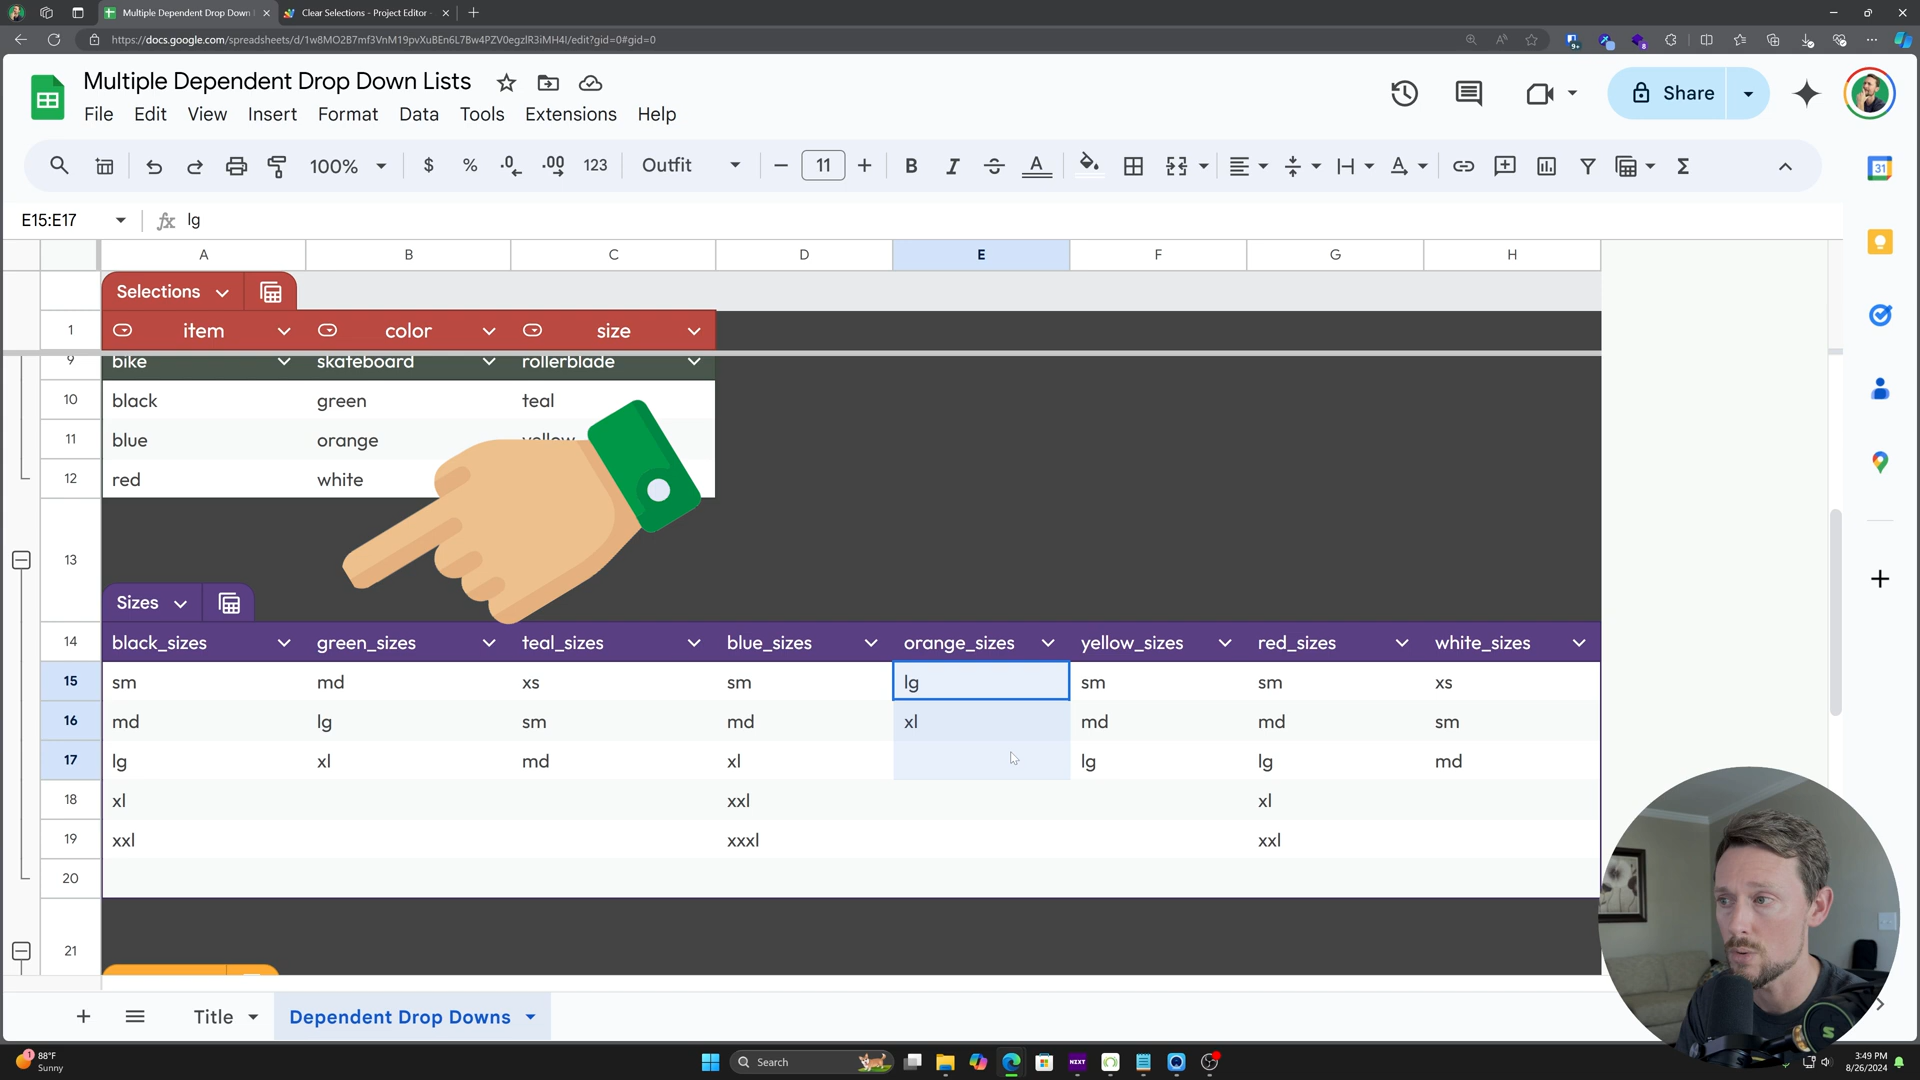 Multiple Dependent Drop Down
Clear Selections - Project Editor -
https://docs.google.com/spreadsheets/d/1w8MO2B7mf3VnM19pvXuBEn6L7Bw4PZV0egzlR3iMH4I/edit?gid=0#gid=0
Multiple Dependent Drop Down Lists
File Edit View Insert Format Data Tools Extensions Help
Share
100% $ % .0 .00 123 Outfit 11 B I A
31
E15:E17 fx lg
A B C D E F G H
Selections
1 item color size
9 bike skateboard rollerblade
10 black green teal
11 blue orange yellow
12 red white
13
Sizes
14 black_sizes green_sizes teal_sizes blue_sizes orange_sizes yellow_sizes red_sizes white_sizes
15 sm md xs sm lg sm sm xs
16 md lg sm md xl md md sm
17 lg xl md xl lg lg md
18 xl xxl xl
19 xxl xxxl xxl
20
21
Title Dependent Drop Downs
1 88°F
Sunny
Search
NZXT
3:49 PM
8/26/2024